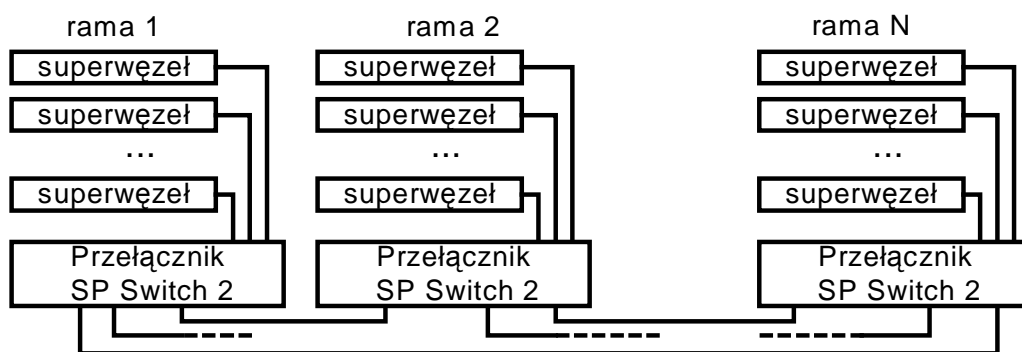 rama 1
superwęzeł
superwęzeł
...
superwęzeł
Przełącznik
SP Switch 2
rama 2
superwęzeł
superwęzeł
...
superwęzeł
Przełącznik
SP Switch 2
rama N
superwęzeł
superwęzeł
...
superwęzeł
Przełącznik
SP Switch 2